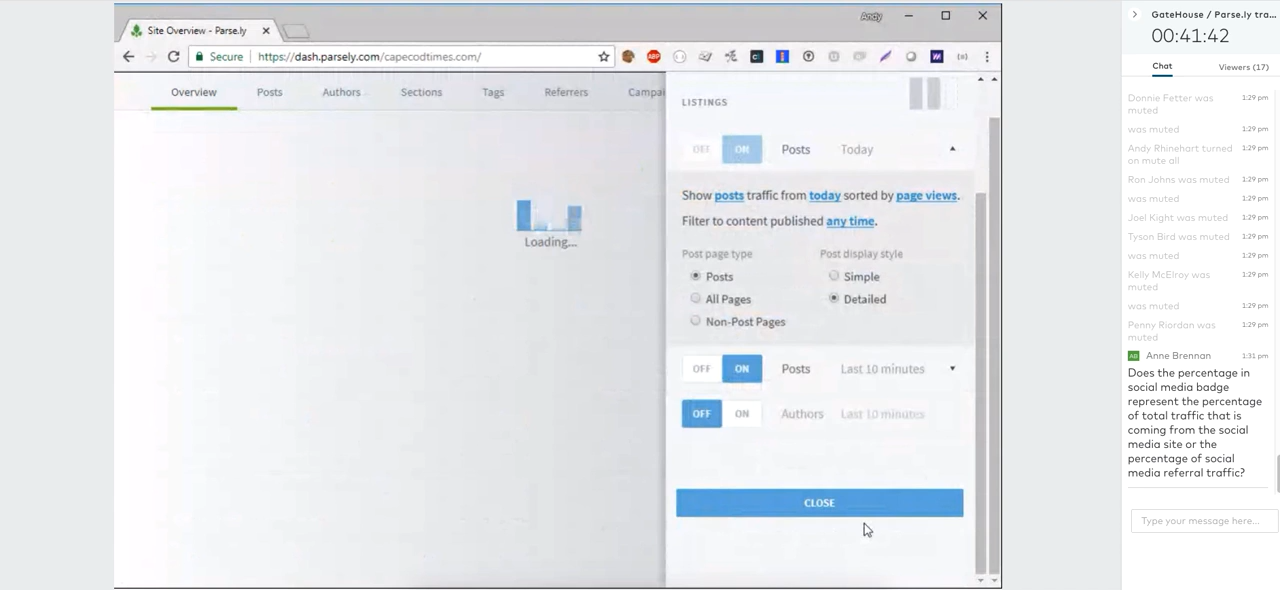 Site Overview - Parse.ly
Andy
Secure
https://dash.parsely.com/capecodtimes.com/
ABP
Overview
Posts
Authors
Sections
Tags
Referrers
Campai
LISTINGS
OFF ON Posts Today
Show posts traffic from today sorted by page views.
Filter to content published any time.
Post page type
Post display style
Posts
Simple
All Pages
Detailed
Non-Post Pages
OFF ON Posts Last 10 minutes
OFF ON Authors Last 10 minutes
CLOSE
Loading...
GateHouse / Parse.ly tra...
00:41:42
Chat
Viewers (17)
Donnie Fetter was 1:29 pm
muted
was muted 1:29 pm
Andy Rhinehart turned 1:29 pm
on mute all
Ron Johns was muted 1:29 pm
was muted 1:29 pm
Joel Kight was muted 1:29 pm
Tyson Bird was muted 1:29 pm
was muted 1:29 pm
Kelly McElroy was 1:29 pm
muted
was muted 1:29 pm
Penny Riordan was 1:29 pm
muted
AB Anne Brennan 1:31 pm
Does the percentage in
social media badge
represent the percentage
of total traffic that is
coming from the social
media site or the
percentage of social
media referral traffic?
Type your message here...